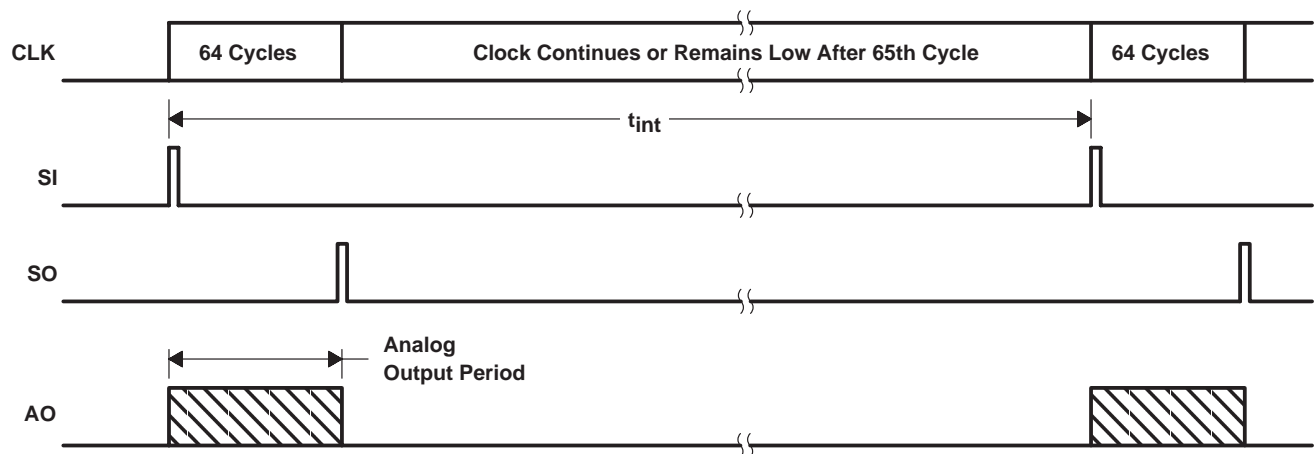 CLK
64 Cycles
Clock Continues or Remains Low After 65th Cycle
64 Cycles
tint
SI
SO
Analog
Output Period
AO